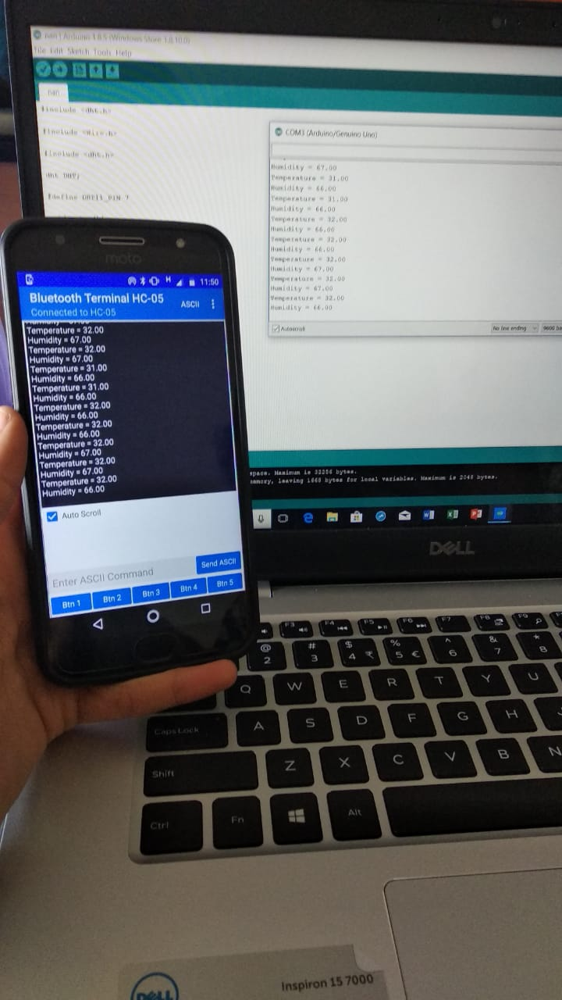 nan | Arduino 1.8.5 (Windows Store 1.8.10.0)
File Edit Sketch Tools Help
nan
#include <dht.h>
#include <Wire.h>
#include <dht.h>
dht DHT;
#define DHT11_PIN 7
COM3 (Arduino/Genuino Uno)
Humidity = 67.00
Temperature = 31.00
Humidity = 66.00
Temperature = 31.00
Humidity = 66.00
Temperature = 32.00
Humidity = 66.00
Temperature = 32.00
Humidity = 66.00
Temperature = 32.00
Humidity = 67.00
Temperature = 32.00
Humidity = 67.00
Temperature = 32.00
Humidity = 66.00
Autoscroll
No line ending
9600 ba
space. Maximum is 32256 bytes.
leaving 1668 bytes for local variables. Maximum is 2048 bytes.
DELL
moto
H 11:50
Bluetooth Terminal HC-05
ASCII
Connected to HC-05
Temperature = 32.00
Humidity = 67.00
Temperature = 32.00
Humidity = 67.00
Temperature = 31.00
Humidity = 66.00
Temperature = 31.00
Humidity = 66.00
Temperature = 32.00
Humidity = 66.00
Temperature = 32.00
Humidity = 66.00
Temperature = 32.00
Humidity = 67.00
Temperature = 32.00
Humidity = 67.00
Temperature = 32.00
Humidity = 66.00
Auto Scroll
Enter ASCII Command
Send ASCII
Btn 1 Btn 2 Btn 3 Btn 4 Btn 5
F3 F4 F5 F6 F7 F8 F9
@ # $ % ^ & *
2 3 4 ₹ 5 € 6 7 8
Q W E R T Y U
Caps Lock A S D F G H
Shift Z X C V B N
Ctrl Fn Alt
DELL
Inspiron 15 7000